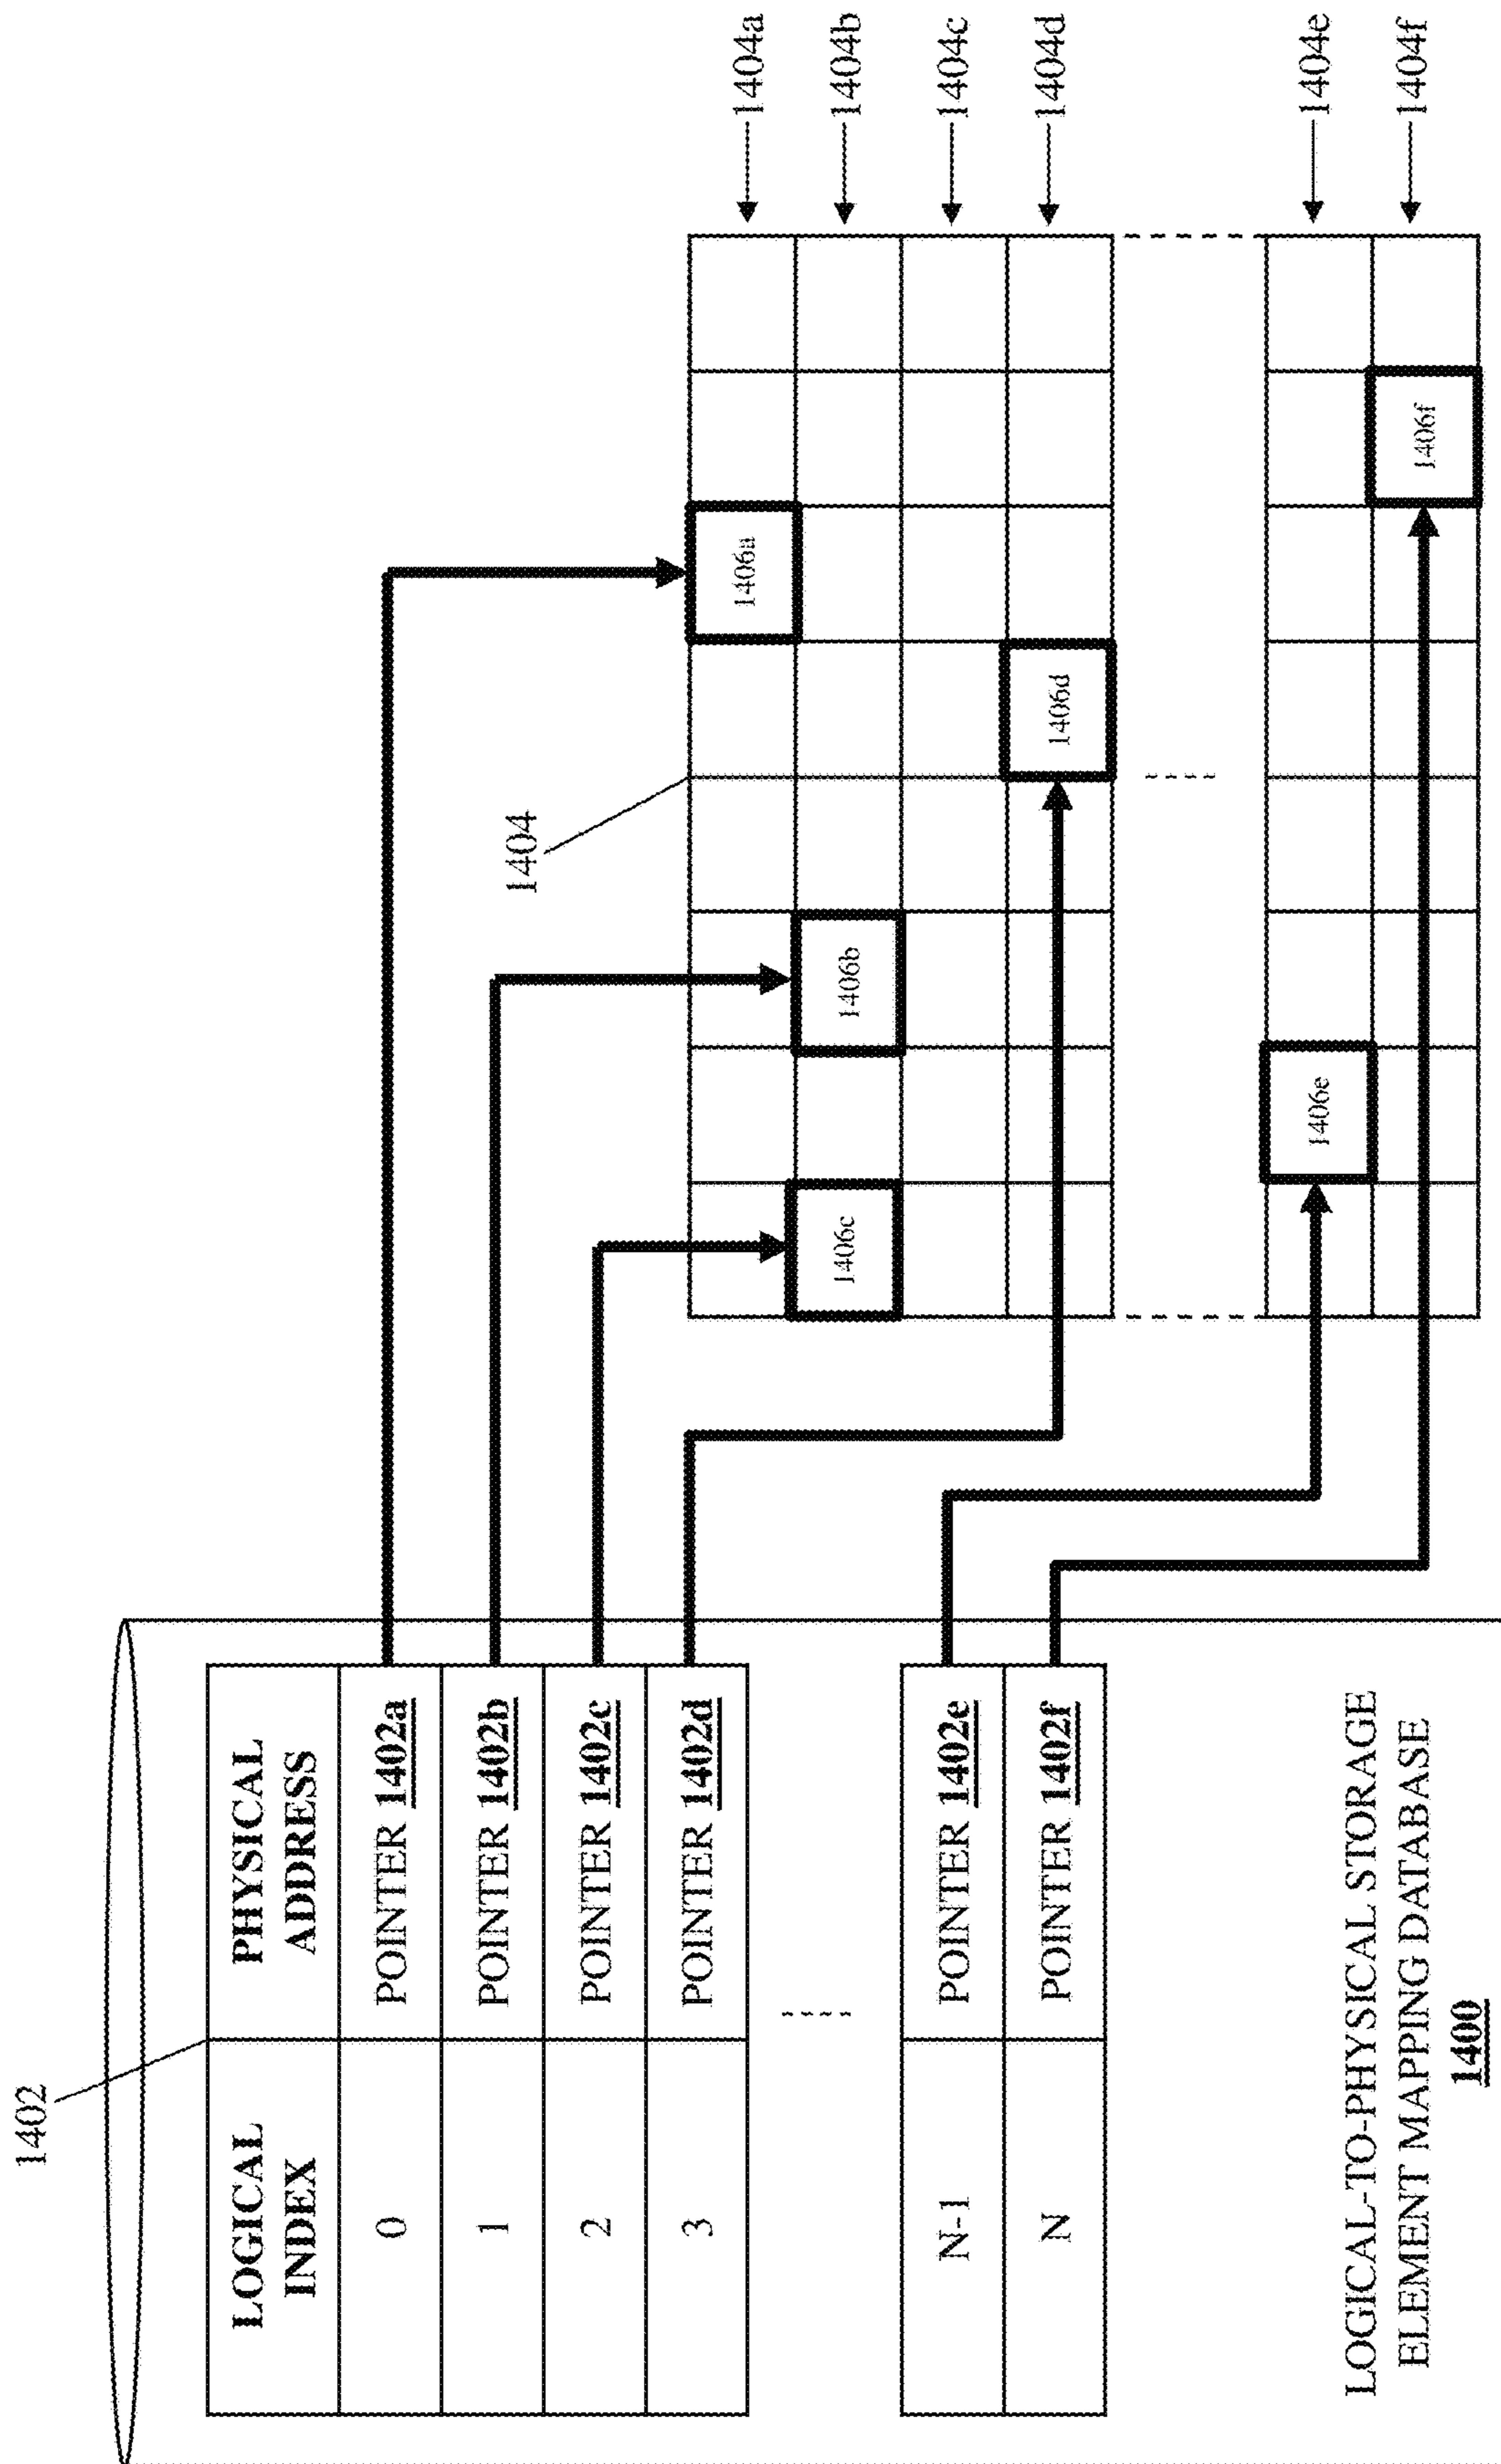 1402
LOGICAL INDEX
PHYSICAL ADDRESS
0
POINTER 1402a
1
POINTER 1402b
2
POINTER 1402c
3
POINTER 1402d
N-1
POINTER 1402e
N
POINTER 1402f
LOGICAL-TO-PHYSICAL STORAGE
ELEMENT MAPPING DATABASE
1400
1404
1406a
1404a
1406c
1406b
1404b
1404c
1406d
1404d
1406e
1404e
1406f
1404f